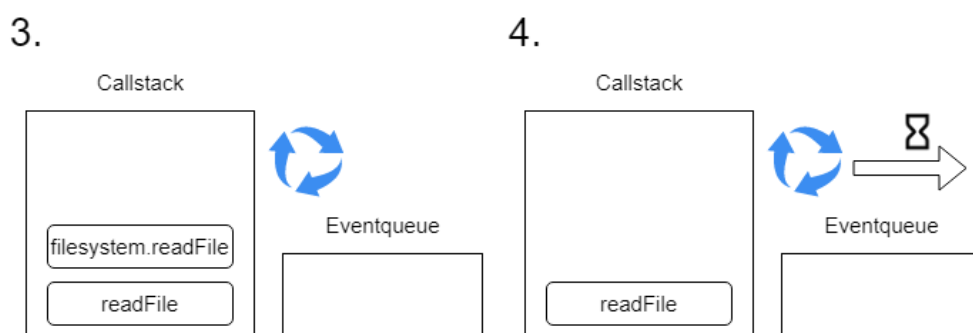 3.
Callstack
Eventqueue
filesystem.readFile
readFile
4.
Callstack
Eventqueue
readFile